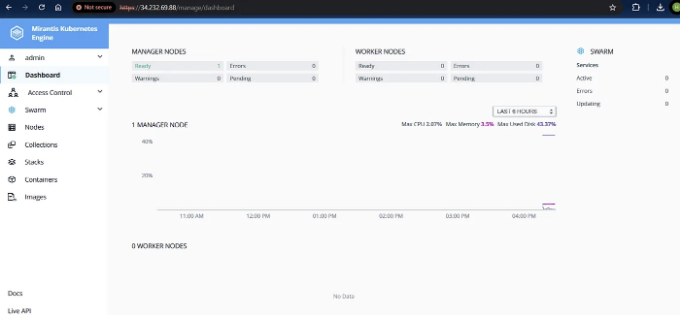 Not secure https://34.232.69.88/manage/dashboard
Mirantis Kubernetes
Engine
admin
Dashboard
Access Control
Swarm
Nodes
Collections
Stacks
Containers
Images
Docs
Live API
MANAGER NODES
Ready 1 Errors 0
Warnings 0 Pending 0
WORKER NODES
Ready 0 Errors 0
Warnings 0 Pending 0
SWARM
Services
Active 0
Errors 0
Updating 0
LAST 6 HOURS
1 MANAGER NODE
Max CPU 2.07% Max Memory 3.5% Max Used Disk 43.37%
40%
20%
11:00 AM 12:00 PM 01:00 PM 02:00 PM 03:00 PM 04:00 PM
0 WORKER NODES
No Data